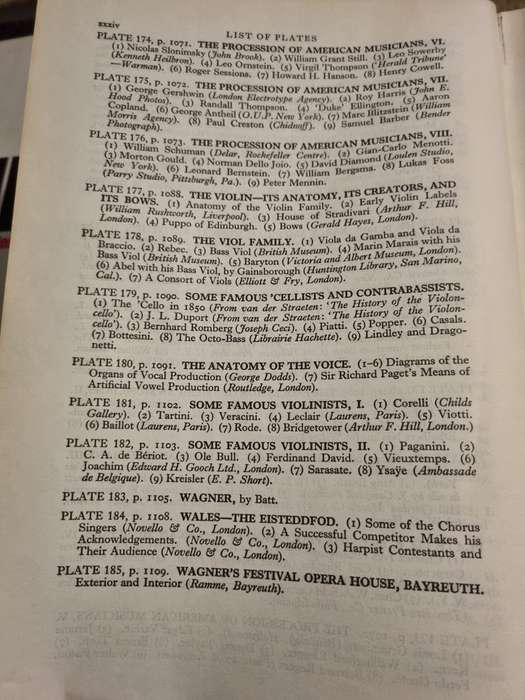 xxxiv
LIST OF PLATES
PLATE 174, p. 1071. THE PROCESSION OF AMERICAN MUSICIANS, VI.
(1) Nicolas Slonimsky (John Brook). (2) William Grant Still. (3) Leo Sowerby
(Kenneth Heilbron). (4) Leo Ornstein. (5) Virgil Thompson ('Herald Tribune'
—Warman). (6) Roger Sessions. (7) Howard H. Hanson. (8) Henry Cowell.
PLATE 175, p. 1072. THE PROCESSION OF AMERICAN MUSICIANS, VII.
(1) George Gershwin (London Electrotype Agency). (2) Roy Harris (John E.
Hood Photos). (3) Randall Thompson. (4) 'Duke' Ellington. (5) Aaron
Copland. (6) George Antheil (O.U.P. New York). (7) Marc Blitzstein (William
Morris Agency). (8) Paul Creston (Chidnoff). (9) Samuel Barber (Bender
Photograph).
PLATE 176, p. 1073. THE PROCESSION OF AMERICAN MUSICIANS, VIII.
(1) William Schuman (Delar, Rockefeller Centre). (2) Gian-Carlo Menotti.
(3) Morton Gould. (4) Norman Dello Joio. (5) David Diamond (Loulen Studio,
New York). (6) Leonard Bernstein. (7) William Bergsma. (8) Lukas Foss
(Parry Studio, Pittsburgh, Pa.). (9) Peter Mennin.
PLATE 177, p. 1088. THE VIOLIN—ITS ANATOMY, ITS CREATORS, AND
ITS BOWS. (1) Anatomy of the Violin Family. (2) Early Violin Labels
(William Rushworth, Liverpool). (3) House of Stradivari (Arthur F. Hill,
London). (4) Puppo of Edinburgh. (5) Bows (Gerald Hayes, London).
PLATE 178, p. 1089. THE VIOL FAMILY. (1) Viola da Gamba and Viola da
Braccio. (2) Rebec. (3) Bass Viol (British Museum). (4) Marin Marais with his
Bass Viol (British Museum). (5) Baryton (Victoria and Albert Museum, London).
(6) Abel with his Bass Viol, by Gainsborough (Huntington Library, San Marino,
Cal.). (7) A Consort of Viols (Elliott & Fry, London).
PLATE 179, p. 1090. SOME FAMOUS 'CELLISTS AND CONTRABASSISTS.
(1) The 'Cello in 1850 (From van der Straeten: 'The History of the Violon-
cello'). (2) J. L. Duport (From van der Straeten: 'The History of the Violon-
cello'). (3) Bernhard Romberg (Joseph Ceci). (4) Piatti. (5) Popper. (6) Casals.
(7) Bottesini. (8) The Octo-Bass (Librairie Hachette). (9) Lindley and Drago-
netti.
PLATE 180, p. 1091. THE ANATOMY OF THE VOICE. (1–6) Diagrams of the
Organs of Vocal Production (George Dodds). (7) Sir Richard Paget's Means of
Artificial Vowel Production (Routledge, London).
PLATE 181, p. 1102. SOME FAMOUS VIOLINISTS, I. (1) Corelli (Childs
Gallery). (2) Tartini. (3) Veracini. (4) Leclair (Laurens, Paris). (5) Viotti.
(6) Baillot (Laurens, Paris). (7) Rode. (8) Bridgetower (Arthur F. Hill, London.)
PLATE 182, p. 1103. SOME FAMOUS VIOLINISTS, II. (1) Paganini. (2)
C. A. de Bériot. (3) Ole Bull. (4) Ferdinand David. (5) Vieuxtemps. (6)
Joachim (Edward H. Gooch Ltd., London). (7) Sarasate. (8) Ysaÿe (Ambassade
de Belgique). (9) Kreisler (E. P. Short).
PLATE 183, p. 1105. WAGNER, by Batt.
PLATE 184, p. 1108. WALES—THE EISTEDDFOD. (1) Some of the Chorus
Singers (Novello & Co., London). (2) A Successful Competitor Makes his
Acknowledgements. (Novello & Co., London). (3) Harpist Contestants and
Their Audience (Novello & Co., London).
PLATE 185, p. 1109. WAGNER'S FESTIVAL OPERA HOUSE, BAYREUTH.
Exterior and Interior (Ramme, Bayreuth).